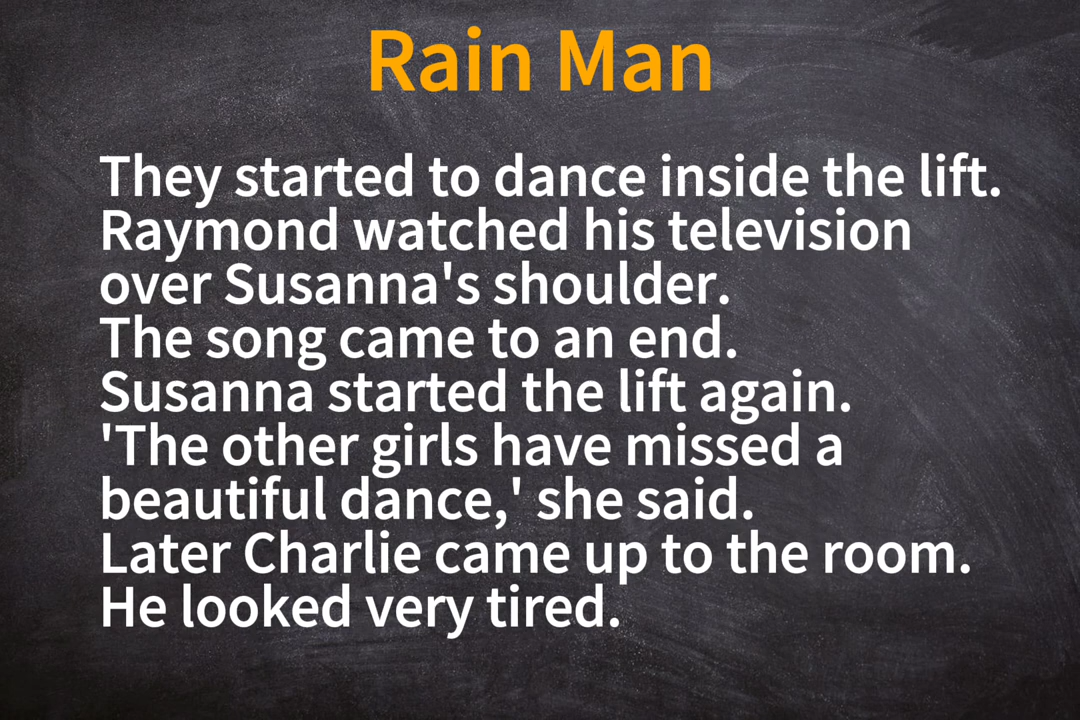 Rain Man
They started to dance inside the lift.
Raymond watched his television
over Susanna's shoulder.
The song came to an end.
Susanna started the lift again.
'The other girls have missed a
beautiful dance,' she said.
Later Charlie came up to the room.
He looked very tired.